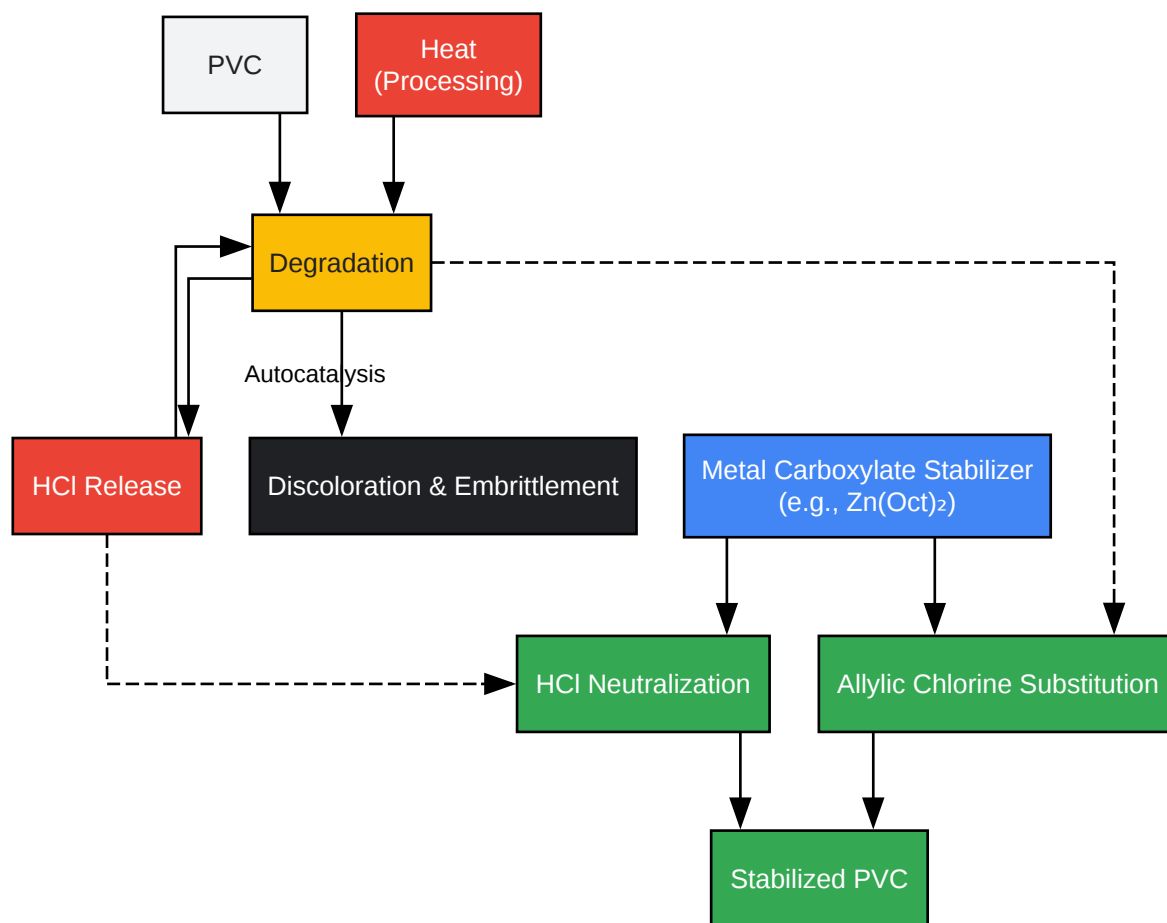 PVC
Heat
(Processing)
Degradation
Autocatalysis
HCl Release
Discoloration & Embrittlement
Metal Carboxylate Stabilizer
(e.g., Zn(Oct)₂)
HCl Neutralization
Allylic Chlorine Substitution
Stabilized PVC